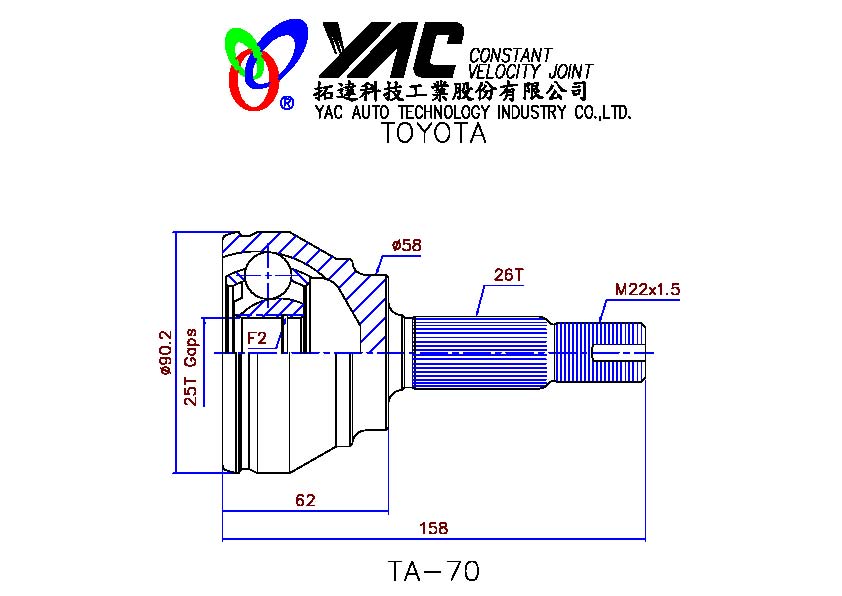 YAC CONSTANT
VELOCITY JOINT
®
拓達科技工業股份有限公司
YAC AUTO TECHNOLOGY INDUSTRY CO.,LTD.
TOYOTA
ø58
26T
M22x1.5
F2
ø90.2
25T Gaps
62
158
TA-70